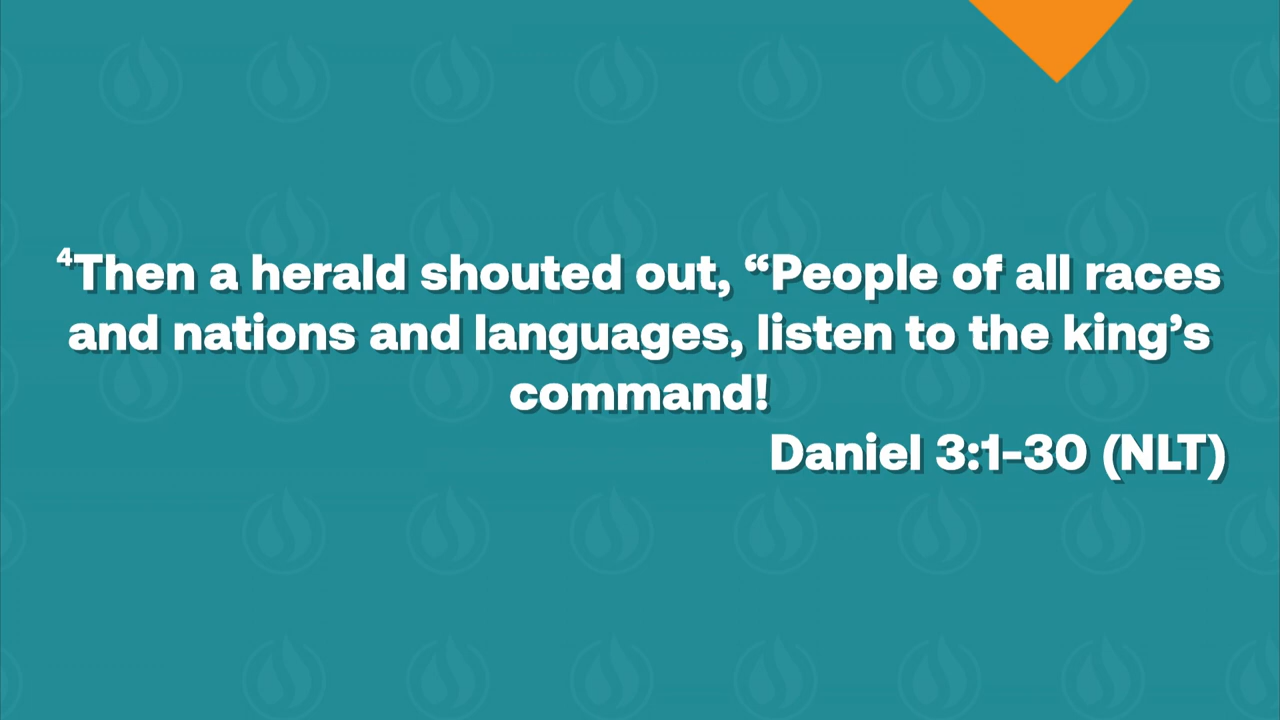 ⁴Then a herald shouted out, “People of all races
and nations and languages, listen to the king’s
command!
Daniel 3:1-30 (NLT)